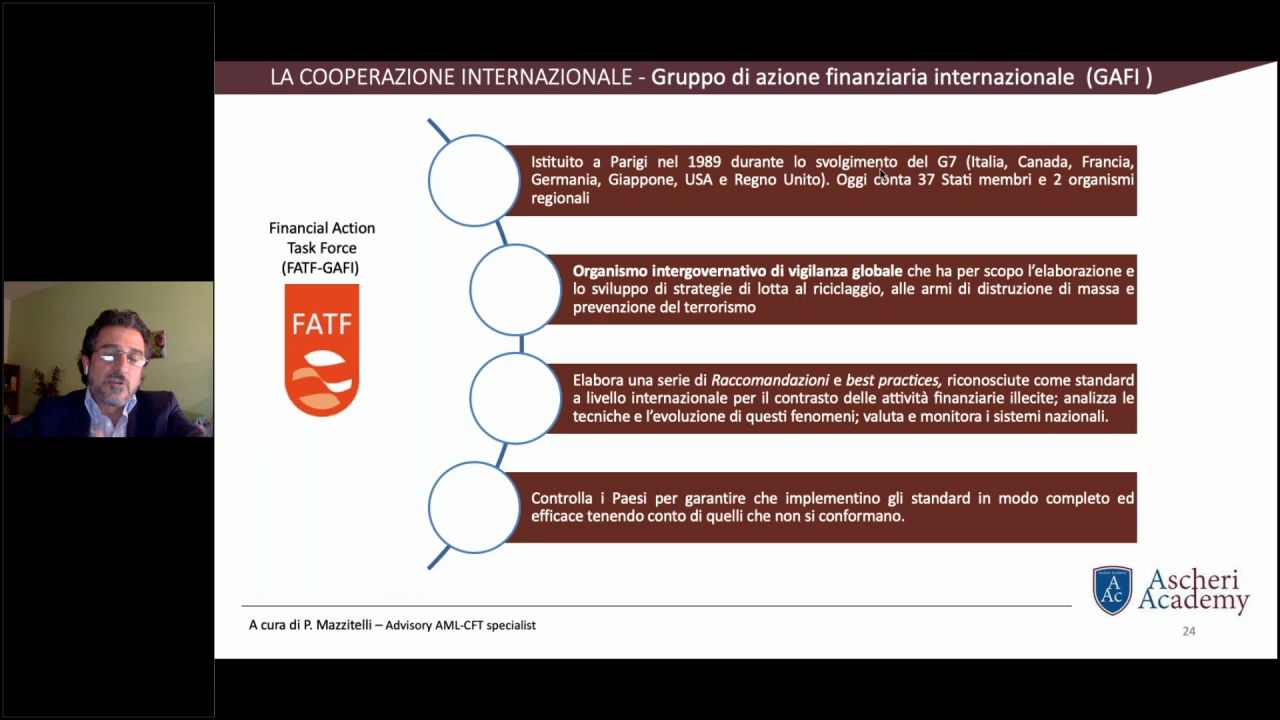 LA COOPERAZIONE INTERNAZIONALE - Gruppo di azione finanziaria internazionale (GAFI )
Istituito a Parigi nel 1989 durante lo svolgimento del G7 (Italia, Canada, Francia,
Germania, Giappone, USA e Regno Unito). Oggi conta 37 Stati membri e 2 organismi
regionali
Financial Action
Task Force
(FATF-GAFI)
FATF
Organismo intergovernativo di vigilanza globale che ha per scopo l'elaborazione e
lo sviluppo di strategie di lotta al riciclaggio, alle armi di distruzione di massa e
prevenzione del terrorismo
Elabora una serie di Raccomandazioni e best practices, riconosciute come standard
a livello internazionale per il contrasto delle attività finanziarie illecite; analizza le
tecniche e l'evoluzione di questi fenomeni; valuta e monitora i sistemi nazionali.
Controlla i Paesi per garantire che implementino gli standard in modo completo ed
efficace tenendo conto di quelli che non si conformano.
A
Ac
Ascheri
Academy
A cura di P. Mazzitelli – Advisory AML-CFT specialist
24